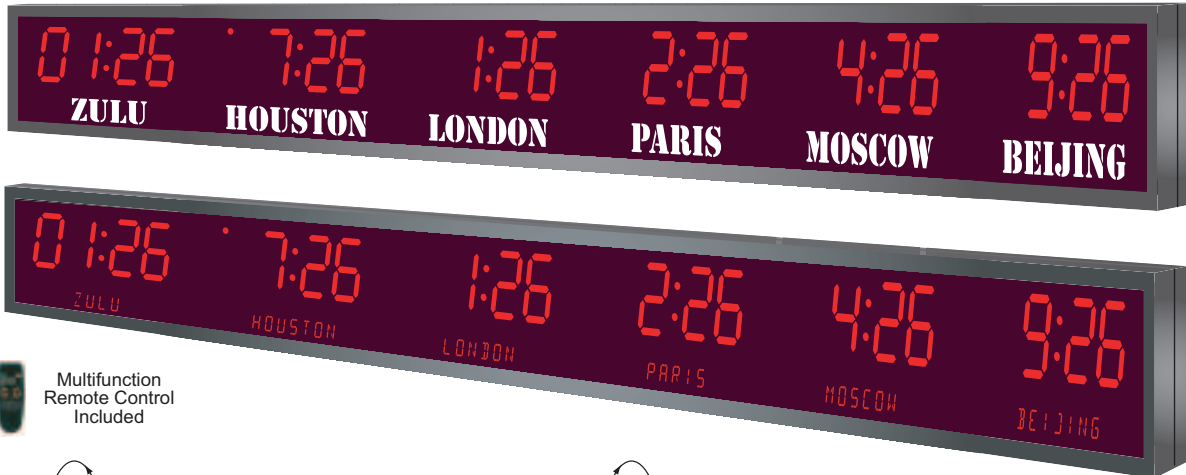 01:26 7:26 1:26 2:26 4:26 9:26
ZULU HOUSTON LONDON PARIS MOSCOW BEIJING
01:26 7:26 1:26 2:26 4:26 9:26
ZULU HOUSTON LONDON PARIS MOSCOW BEIJING
Multifunction
Remote Control
Included